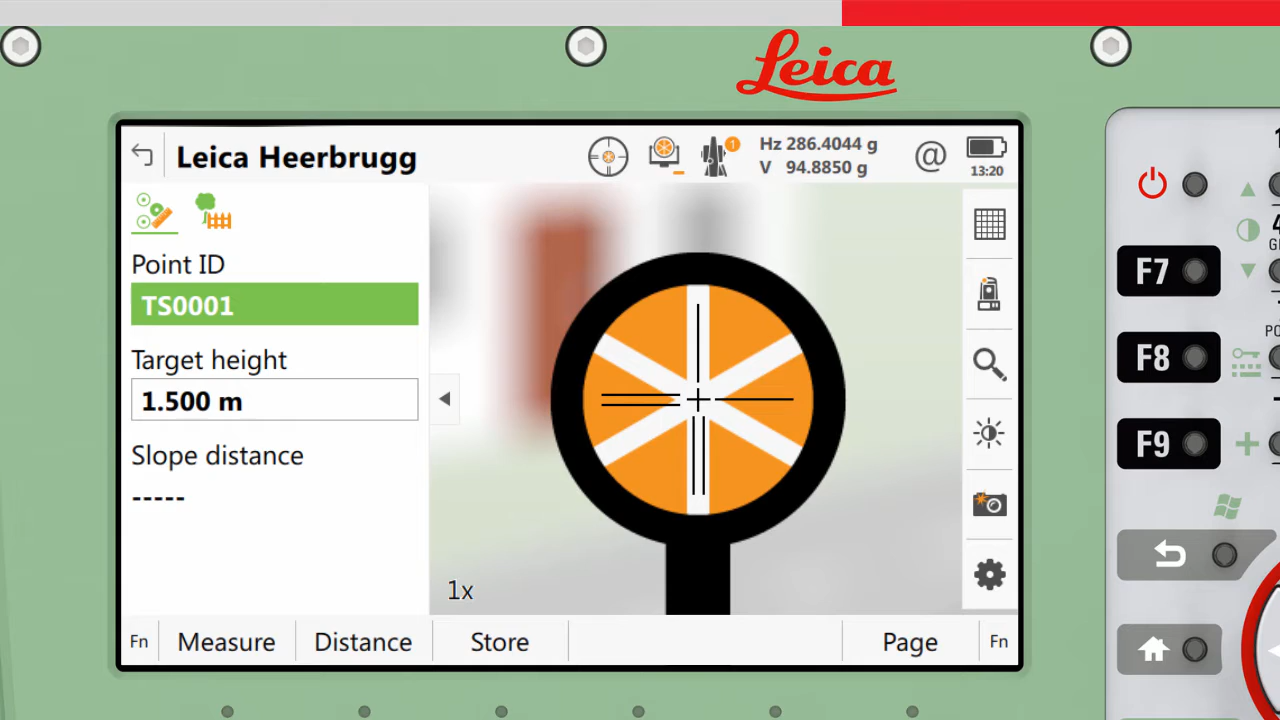 Leica
Leica Heerbrugg
1
Hz 286.4044 g
V 94.8850 g
@
13:20
Point ID
TS0001
Target height
1.500 m
Slope distance
-----
1x
Fn
Measure
Distance
Store
Page
Fn
F7
F8
F9